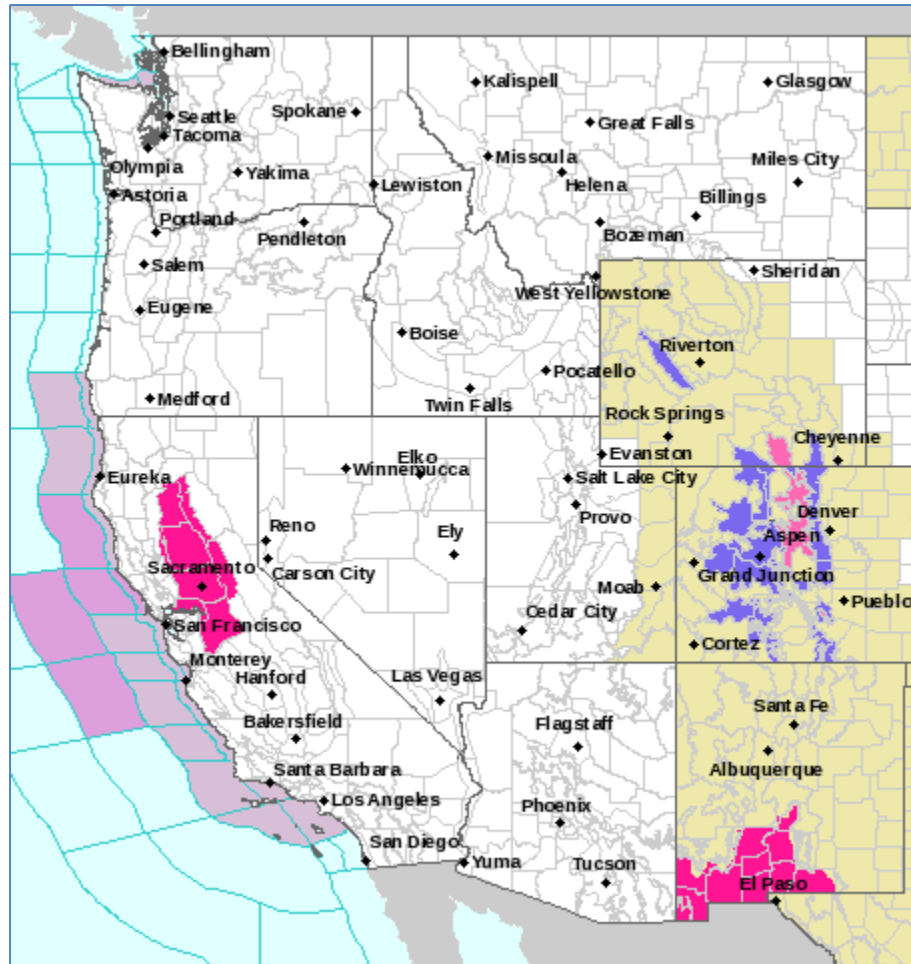 Bellingham
Kalispell
Glasgow
Seattle
Spokane
Great Falls
Tacoma
Olympia
Missoula
Miles City
Yakima
Lewiston
Helena
Astoria
Billings
Portland
Pendleton
Bozeman
Salem
Sheridan
West Yellowstone
Eugene
Boise
Riverton
Pocatello
Medford
Twin Falls
Rock Springs
Cheyenne
Elko
Evanston
Winnemucca
Eureka
Salt Lake City
Provo
Denver
Reno
Ely
Aspen
Sacramento
Carson City
Grand Junction
Moab
Pueblo
Cedar City
San Francisco
Cortez
Monterey
Hanford
Las Vegas
Santa Fe
Bakersfield
Flagstaff
Albuquerque
Santa Barbara
Los Angeles
Phoenix
San Diego
Yuma
Tucson
El Paso